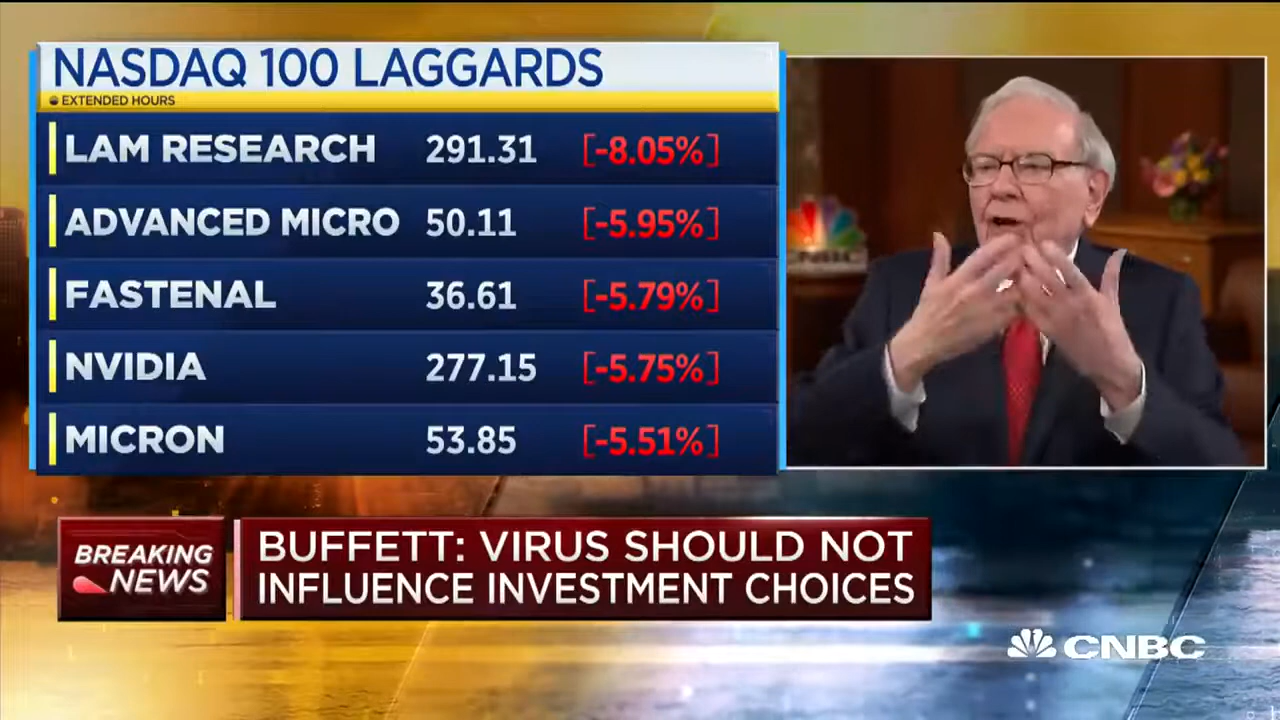 NASDAQ 100 LAGGARDS
EXTENDED HOURS
LAM RESEARCH 291.31 [-8.05%]
ADVANCED MICRO 50.11 [-5.95%]
FASTENAL 36.61 [-5.79%]
NVIDIA 277.15 [-5.75%]
MICRON 53.85 [-5.51%]
NBC
BREAKING
NEWS
BUFFETT: VIRUS SHOULD NOT
INFLUENCE INVESTMENT CHOICES
CNBC